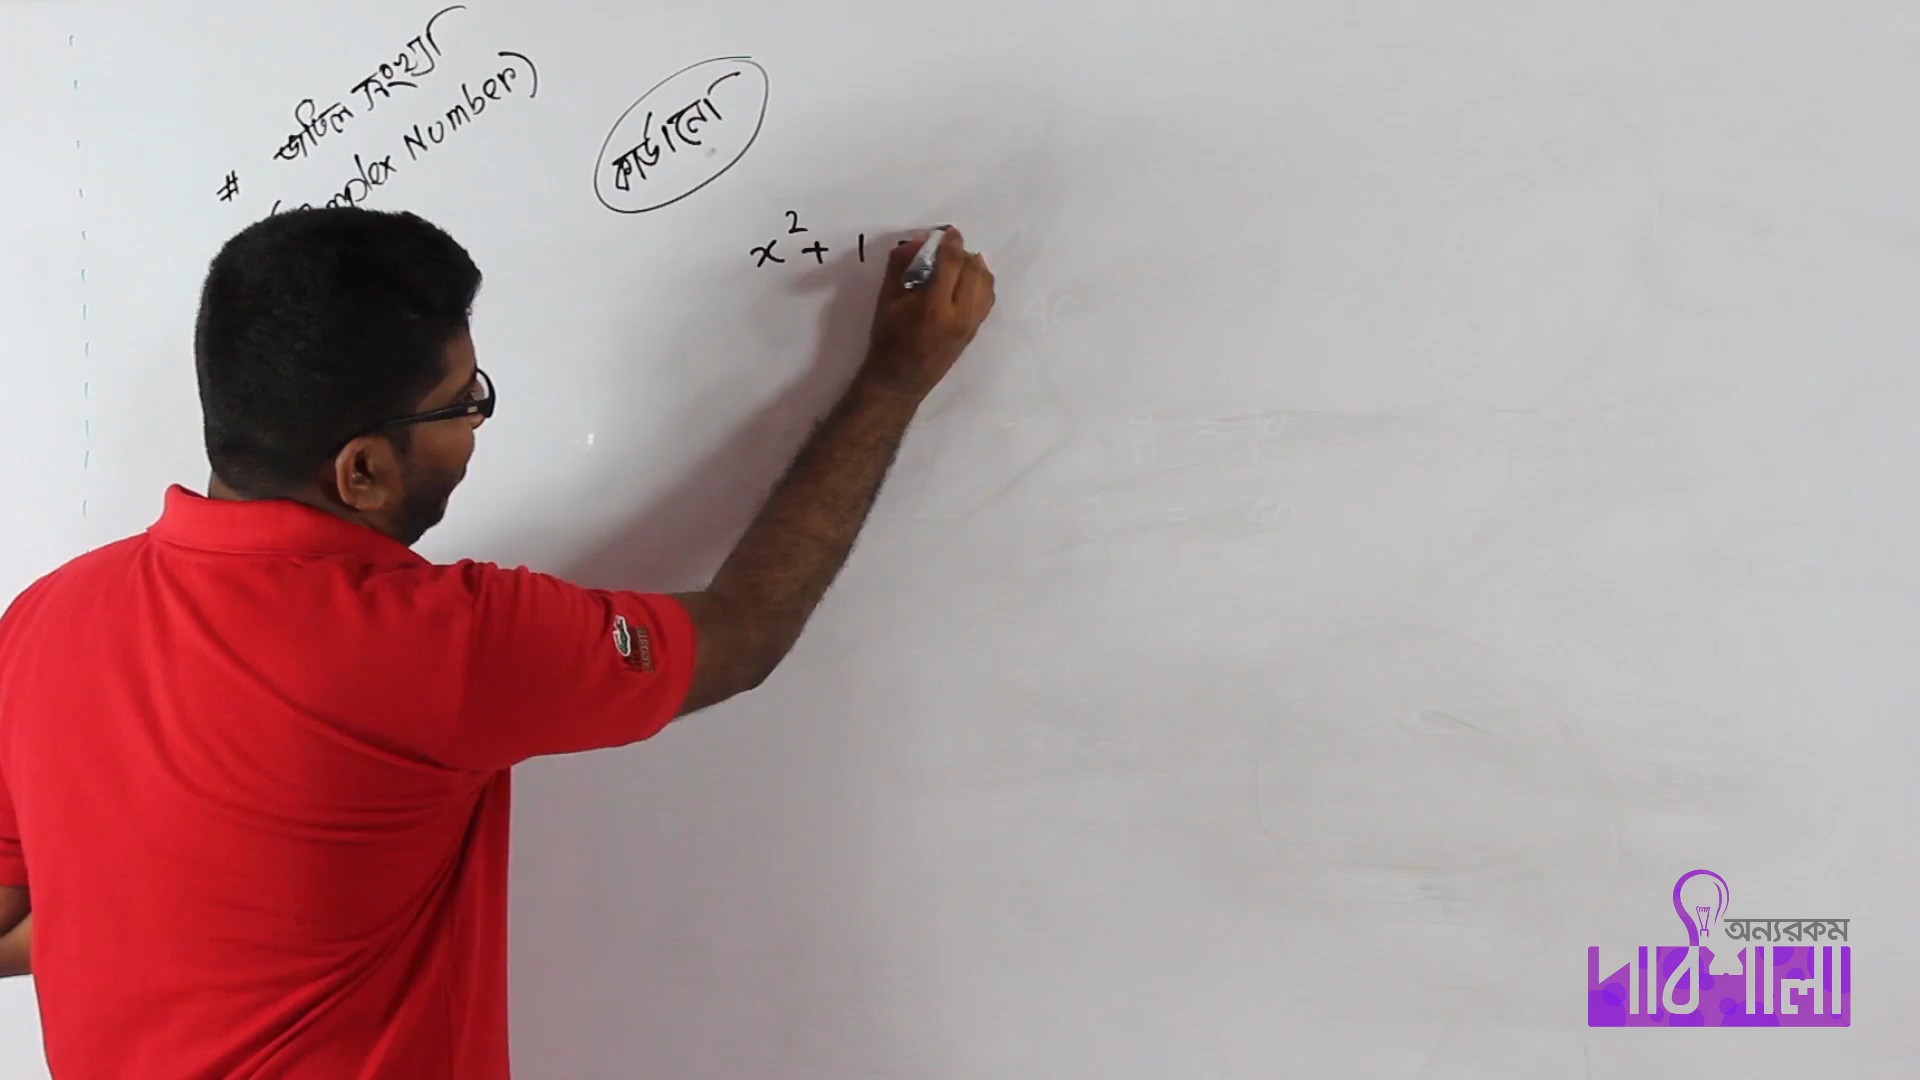 # জটিল সংখ্যা
Complex Number)
কার্ডানো
x² + 1 =
অন্যরকম
পাঠশালা